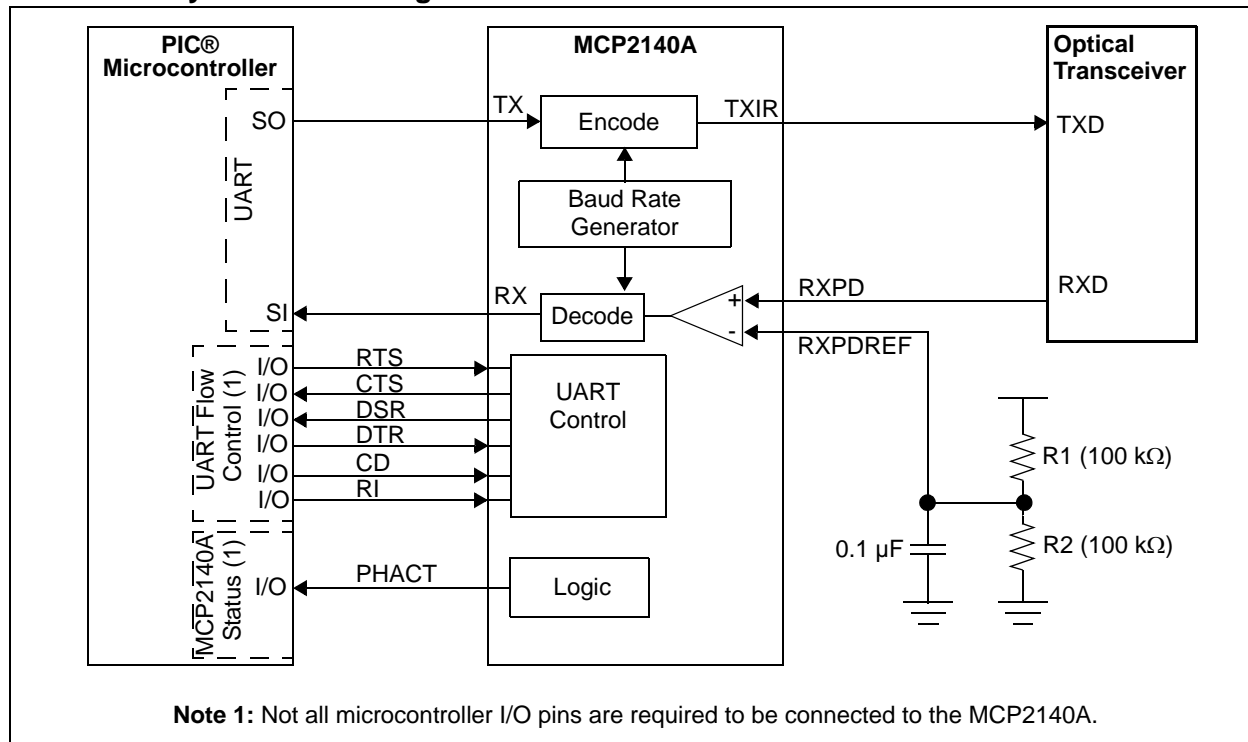 PIC®
Microcontroller
MCP2140A
Optical
Transceiver
UART
SO
TX
Encode
TXIR
TXD
Baud Rate
Generator
SI
RX
Decode
+
-
RXPD
RXD
RXPDREF
UART Flow
Control (1)
I/O
RTS
I/O
CTS
I/O
DSR
I/O
DTR
I/O
CD
I/O
RI
UART
Control
R1 (100 kΩ)
R2 (100 kΩ)
0.1 µF
MCP2140A
Status (1)
I/O
PHACT
Logic
Note 1: Not all microcontroller I/O pins are required to be connected to the MCP2140A.